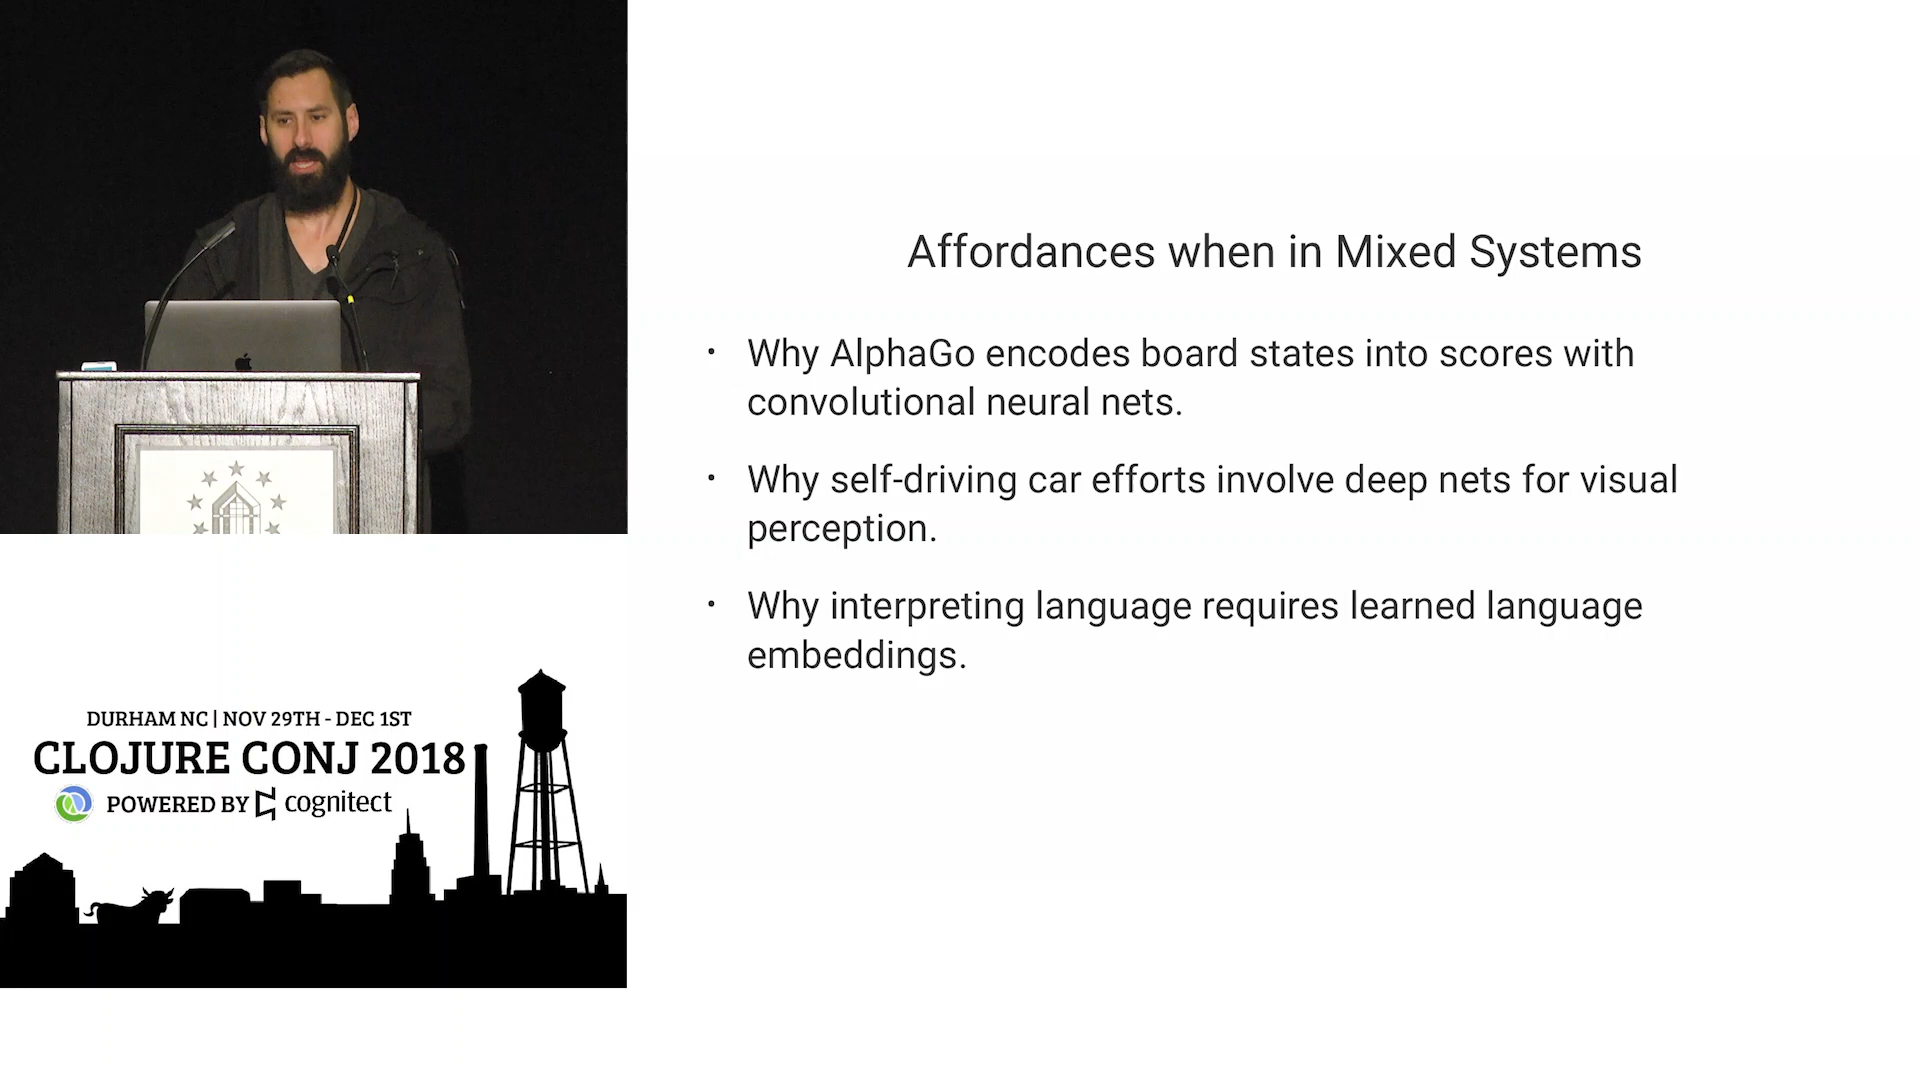 Affordances when in Mixed Systems
• Why AlphaGo encodes board states into scores with
convolutional neural nets.
• Why self-driving car efforts involve deep nets for visual
perception.
• Why interpreting language requires learned language
embeddings.
DURHAM NC | NOV 29TH - DEC 1ST
CLOJURE CONJ 2018
POWERED BY cognitect